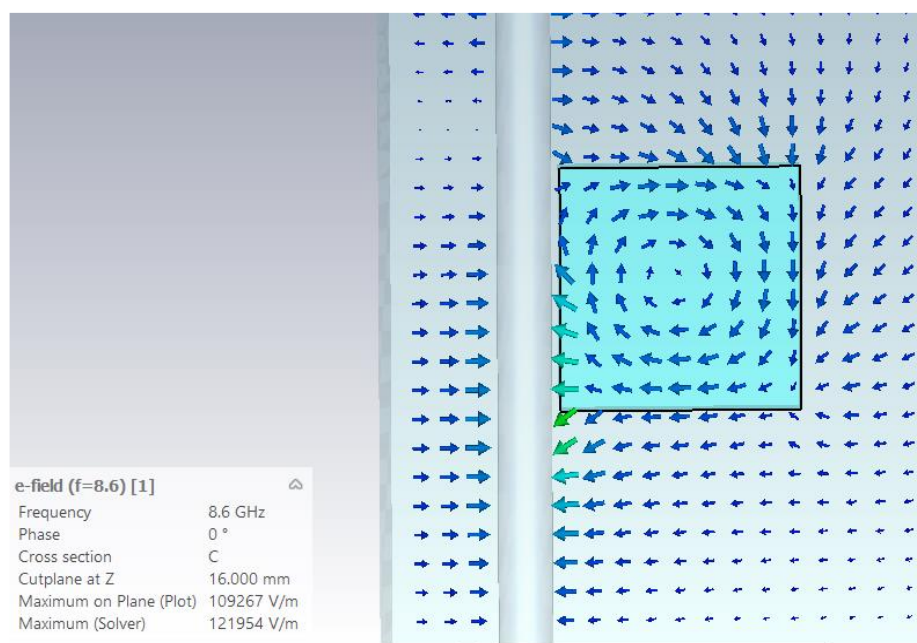 e-field (f=8.6) [1]
Frequency 8.6 GHz
Phase 0 °
Cross section C
Cutplane at Z 16.000 mm
Maximum on Plane (Plot) 109267 V/m
Maximum (Solver) 121954 V/m